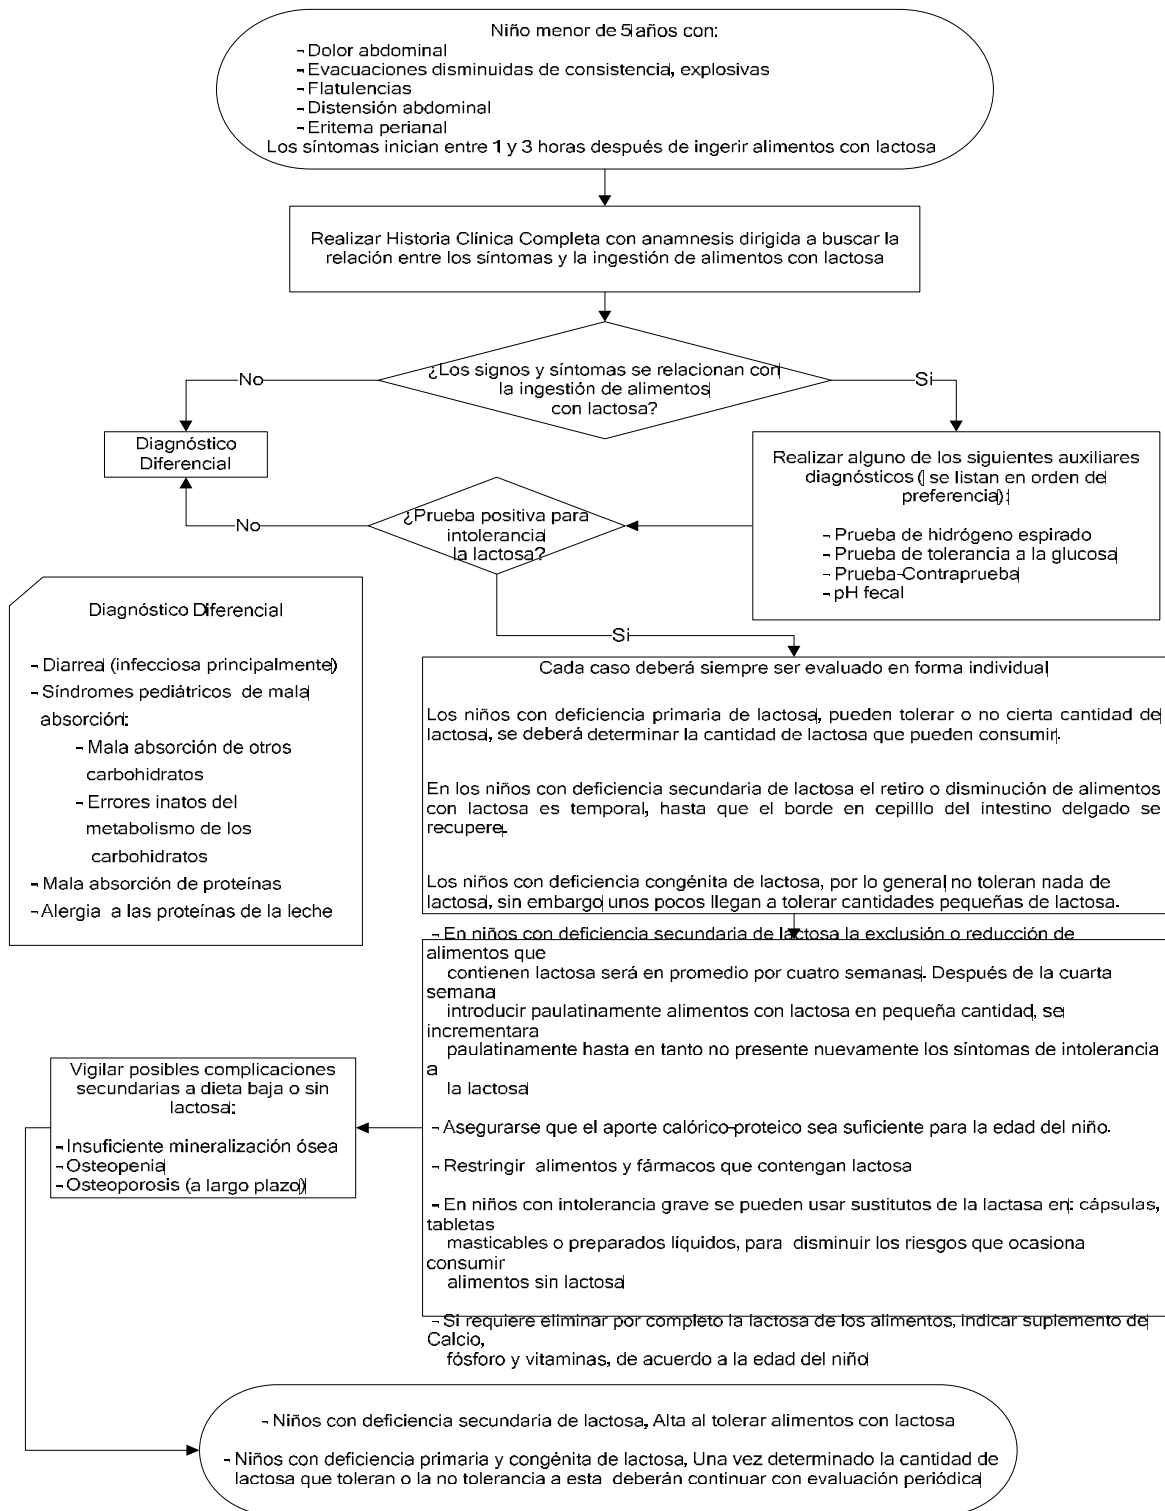 Niño menor de 5 años con:
- Dolor abdominal
- Evacuaciones disminuidas de consistencia, explosivas
- Flatulencias
- Distensión abdominal
- Eritema perianal
Los síntomas inician entre 1 y 3 horas después de ingerir alimentos con lactosa
Realizar Historia Clínica Completa con anamnesis dirigida a buscar la
relación entre los síntomas y la ingestión de alimentos con lactosa
¿Los signos y síntomas se relacionan con
la ingestión de alimentos
con lactosa?
No
Si
Diagnóstico
Diferencial
Realizar alguno de los siguientes auxiliares
diagnósticos ( se listan en orden de
preferencia):
- Prueba de hidrógeno espirado
- Prueba de tolerancia a la glucosa
- Prueba-Contraprueba
- pH fecal
¿Prueba positiva para
intolerancia
la lactosa?
No
Si
Diagnóstico Diferencial
- Diarrea (infecciosa principalmente)
- Síndromes pediátricos de mala
absorción:
- Mala absorción de otros
carbohidratos
- Errores inatos del
metabolismo de los
carbohidratos
- Mala absorción de proteínas
- Alergia a las proteínas de la leche
Cada caso deberá siempre ser evaluado en forma individual
Los niños con deficiencia primaria de lactosa, pueden tolerar o no cierta cantidad de
lactosa, se deberá determinar la cantidad de lactosa que pueden consumir.
En los niños con deficiencia secundaria de lactosa el retiro o disminución de alimentos
con lactosa es temporal, hasta que el borde en cepilllo del intestino delgado se
recupere.
Los niños con deficiencia congénita de lactosa, por lo general no toleran nada de
lactosa, sin embargo unos pocos llegan a tolerar cantidades pequeñas de lactosa.
- En niños con deficiencia secundaria de lactosa la exclusión o reducción de
alimentos que
contienen lactosa será en promedio por cuatro semanas. Después de la cuarta
semana
introducir paulatinamente alimentos con lactosa en pequeña cantidad, se
incrementara
paulatinamente hasta en tanto no presente nuevamente los síntomas de intolerancia
a
la lactosa
- Asegurarse que el aporte calórico-proteico sea suficiente para la edad del niño.
- Restringir alimentos y fármacos que contengan lactosa
- En niños con intolerancia grave se pueden usar sustitutos de la lactasa en: cápsulas,
tabletas
masticables o preparados líquidos, para disminuir los riesgos que ocasiona
consumir
alimentos sin lactosa
- Si requiere eliminar por completo la lactosa de los alimentos, indicar suplemento de
Calcio,
fósforo y vitaminas, de acuerdo a la edad del niño
Vigilar posibles complicaciones
secundarias a dieta baja o sin
lactosa:
- Insuficiente mineralización ósea
- Osteopenia
- Osteoporosis (a largo plazo)
- Niños con deficiencia secundaria de lactosa, Alta al tolerar alimentos con lactosa
- Niños con deficiencia primaria y congénita de lactosa, Una vez determinado la cantidad de
lactosa que toleran o la no tolerancia a esta deberán continuar con evaluación periódica